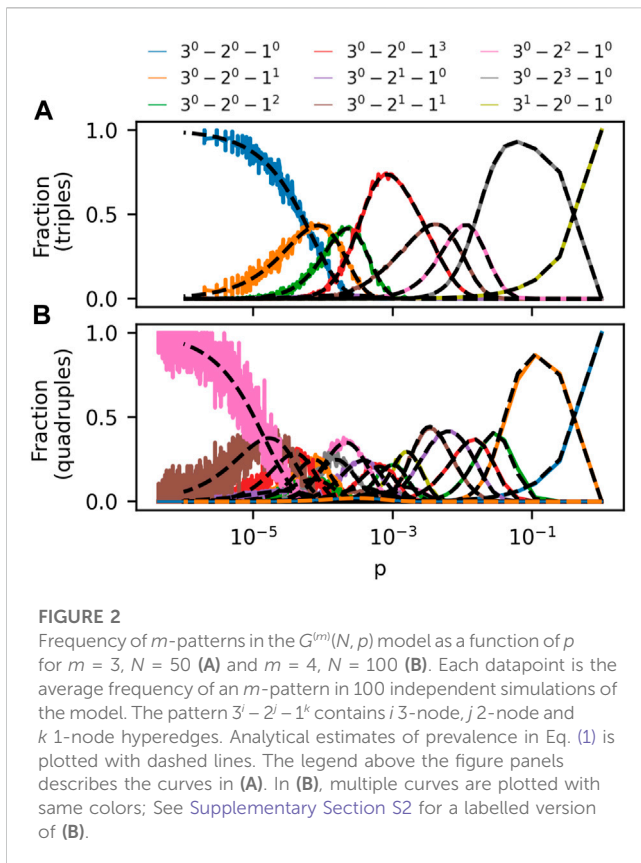 3⁰ − 2⁰ − 1⁰ 3⁰ − 2⁰ − 1³ 3⁰ − 2² − 1⁰
3⁰ − 2⁰ − 1¹ 3⁰ − 2¹ − 1⁰ 3⁰ − 2³ − 1⁰
3⁰ − 2⁰ − 1² 3⁰ − 2¹ − 1¹ 3¹ − 2⁰ − 1⁰
A
1.0
0.5
0.0
Fraction
(triples)
B
1.0
0.5
0.0
Fraction
(quadruples)
10⁻⁵ 10⁻³ 10⁻¹
p
FIGURE 2
Frequency of m-patterns in the G⁽ᵐ⁾(N, p) model as a function of p
for m = 3, N = 50 (A) and m = 4, N = 100 (B). Each datapoint is the
average frequency of an m-pattern in 100 independent simulations of
the model. The pattern 3ⁱ − 2ʲ − 1ᵏ contains i 3-node, j 2-node and
k 1-node hyperedges. Analytical estimates of prevalence in Eq. (1) is
plotted with dashed lines. The legend above the figure panels
describes the curves in (A). In (B), multiple curves are plotted with
same colors; See Supplementary Section S2 for a labelled version
of (B).